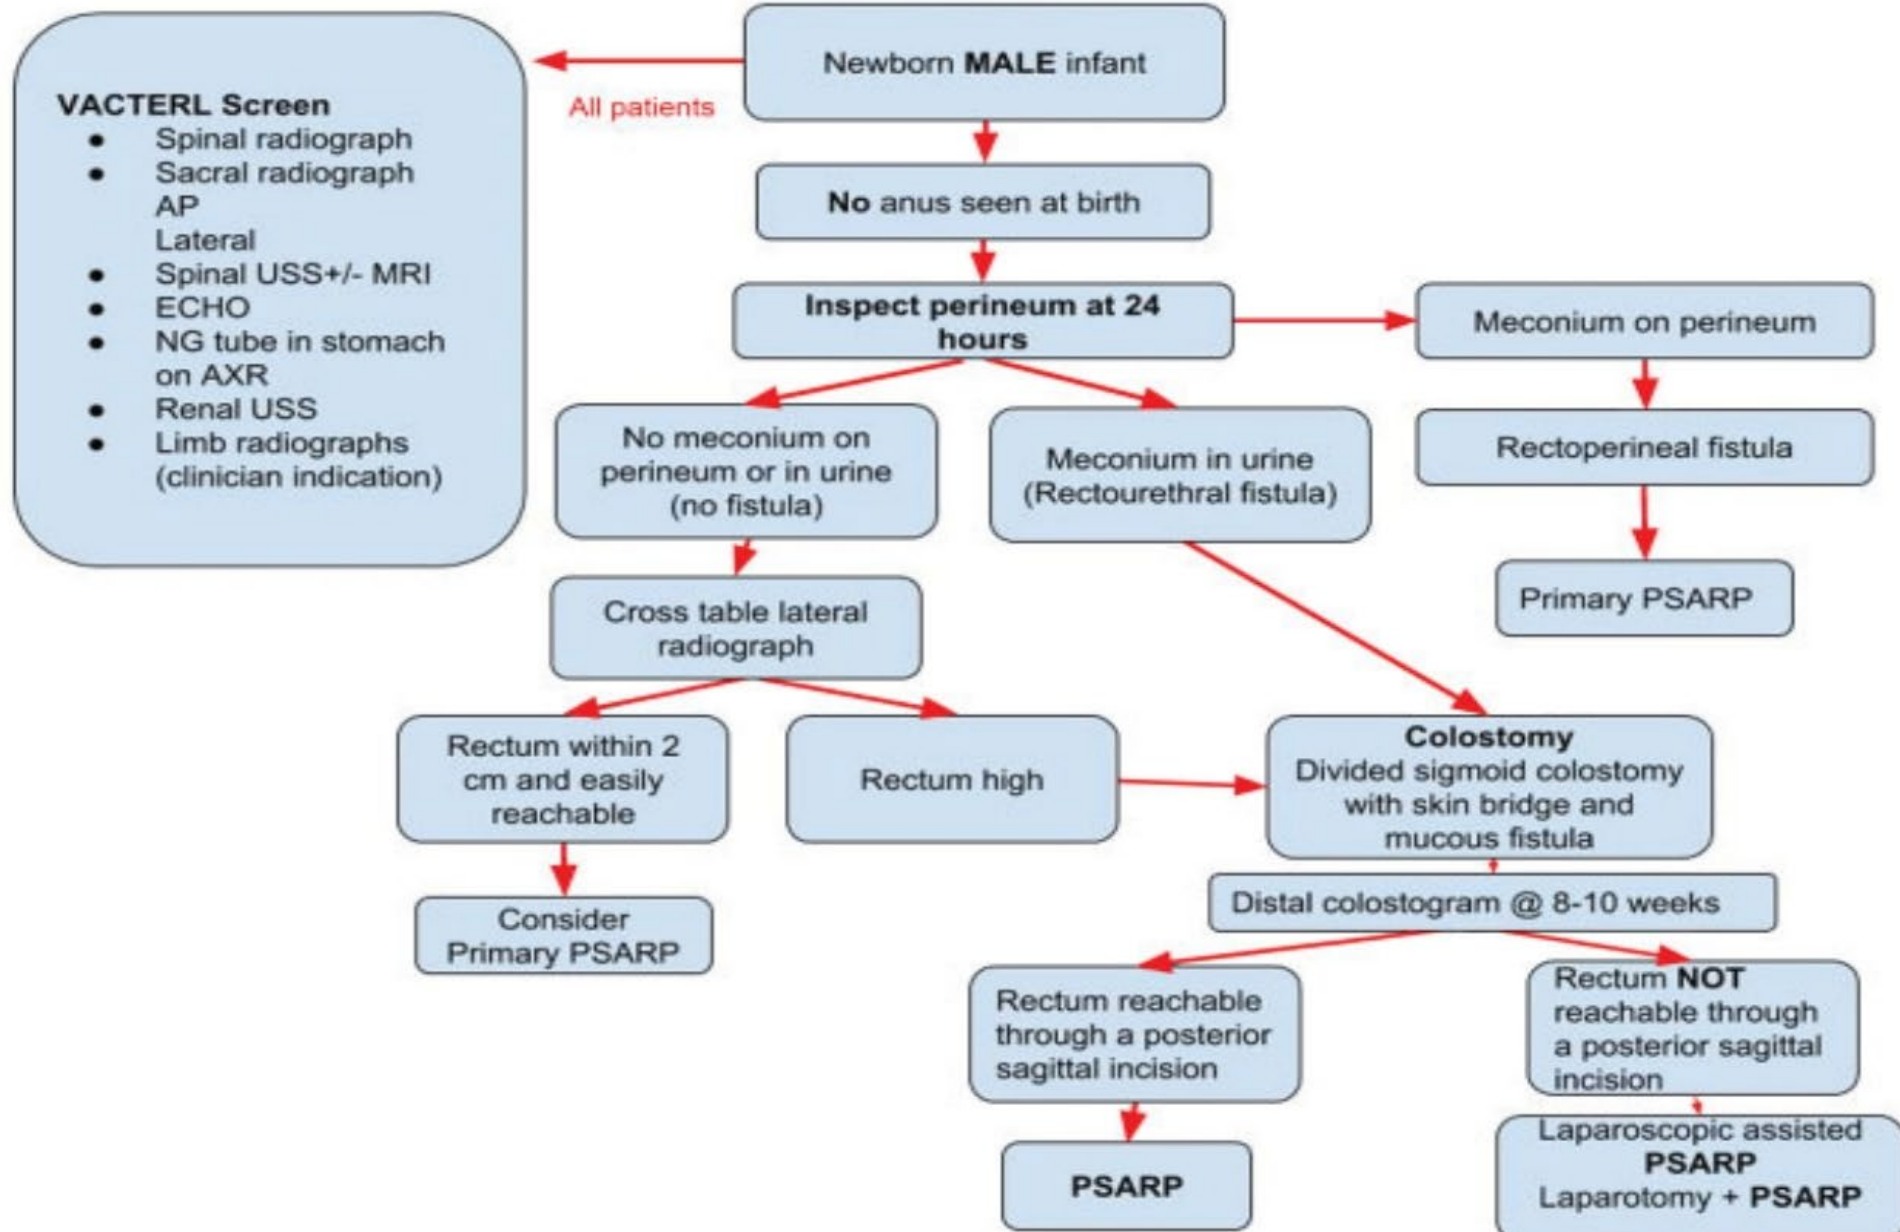 Newborn MALE infant
All patients
VACTERL Screen
● Spinal radiograph
● Sacral radiograph
AP
Lateral
● Spinal USS+/- MRI
● ECHO
● NG tube in stomach
on AXR
● Renal USS
● Limb radiographs
(clinician indication)
No anus seen at birth
Inspect perineum at 24
hours
Meconium on perineum
No meconium on
perineum or in urine
(no fistula)
Meconium in urine
(Rectourethral fistula)
Rectoperineal fistula
Primary PSARP
Cross table lateral
radiograph
Rectum within 2
cm and easily
reachable
Rectum high
Colostomy
Divided sigmoid colostomy
with skin bridge and
mucous fistula
Consider
Primary PSARP
Distal colostogram @ 8-10 weeks
Rectum reachable
through a posterior
sagittal incision
Rectum NOT
reachable through
a posterior sagittal
incision
PSARP
Laparoscopic assisted
PSARP
Laparotomy + PSARP